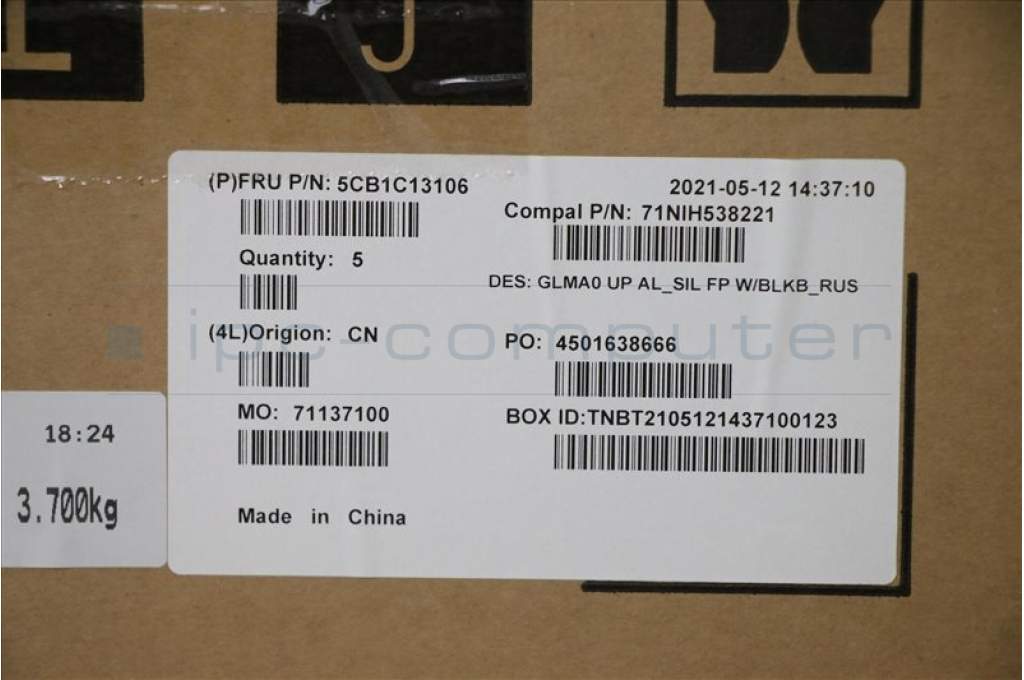 (P)FRU P/N: 5CB1C13106
2021-05-12 14:37:10
Compal P/N: 71NIH538221
Quantity: 5
DES: GLMA0 UP AL_SIL FP W/BLKB_RUS
ipc-computer
(4L)Origion: CN
PO: 4501638666
MO: 71137100
BOX ID:TNBT2105121437100123
18:24
3.700kg
Made in China